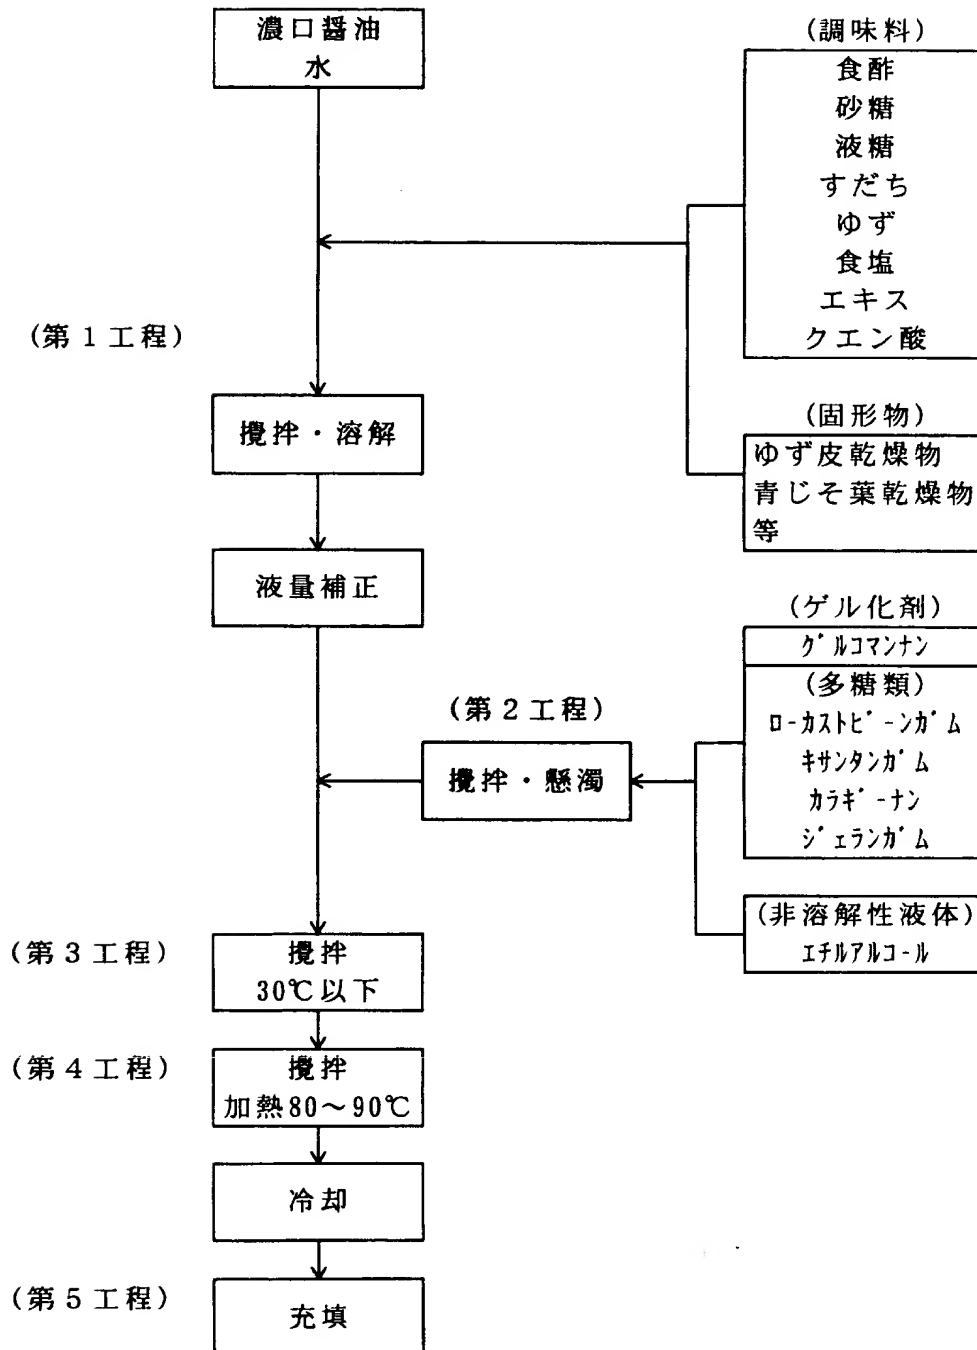 濃口醤油
水
(調味料)
食酢
砂糖
液糖
すだち
ゆず
食塩
エキス
クエン酸
(第1工程)
攪拌・溶解
(固形物)
ゆず皮乾燥物
青じそ葉乾燥物
等
液量補正
(ゲル化剤)
グルコマンナン
(多糖類)
ローカストビーンガム
キサンタンガム
カラギーナン
ジェランガム
(第2工程)
攪拌・懸濁
(非溶解性液体)
エチルアルコール
(第3工程)
攪拌
30℃以下
(第4工程)
攪拌
加熱80～90℃
冷却
(第5工程)
充填